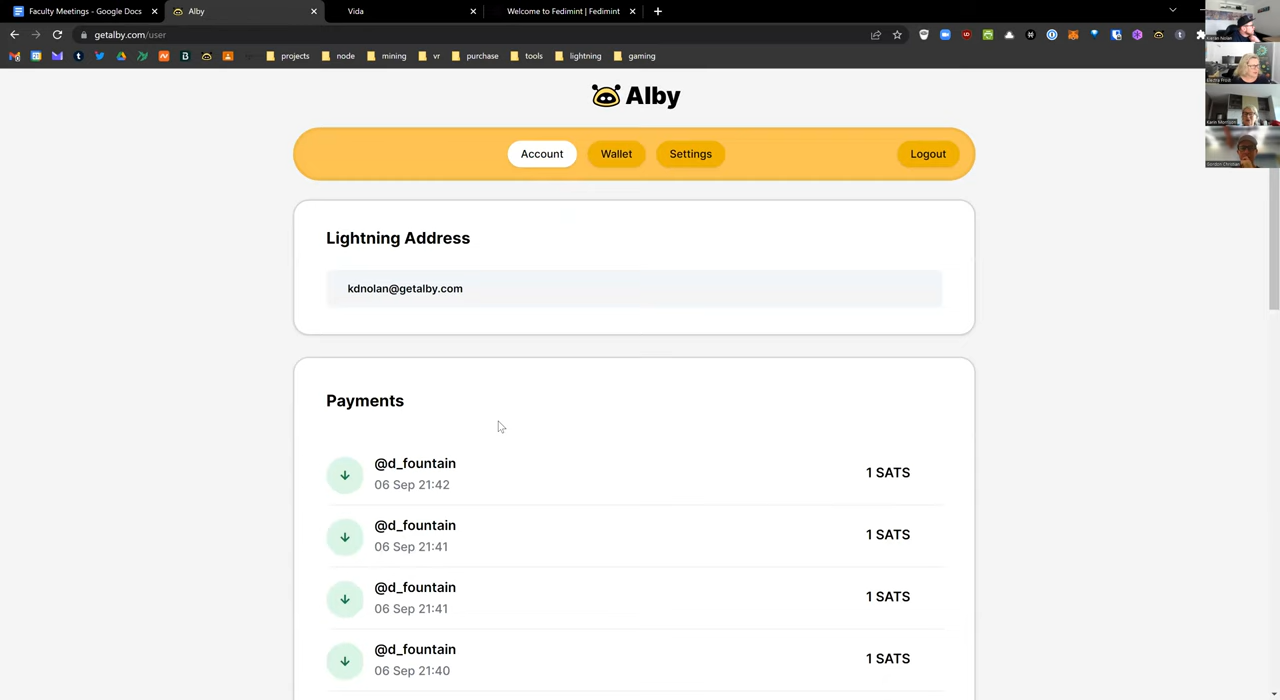 Faculty Meetings - Google Docs
Alby
Vida
Welcome to Fedimint | Fedimint
getalby.com/user
projects
node
mining
vr
purchase
tools
lightning
gaming
Alby
Account
Wallet
Settings
Logout
Lightning Address
kdnolan@getalby.com
Payments
@d_fountain
06 Sep 21:42
1 SATS
@d_fountain
06 Sep 21:41
1 SATS
@d_fountain
06 Sep 21:41
1 SATS
@d_fountain
06 Sep 21:40
1 SATS